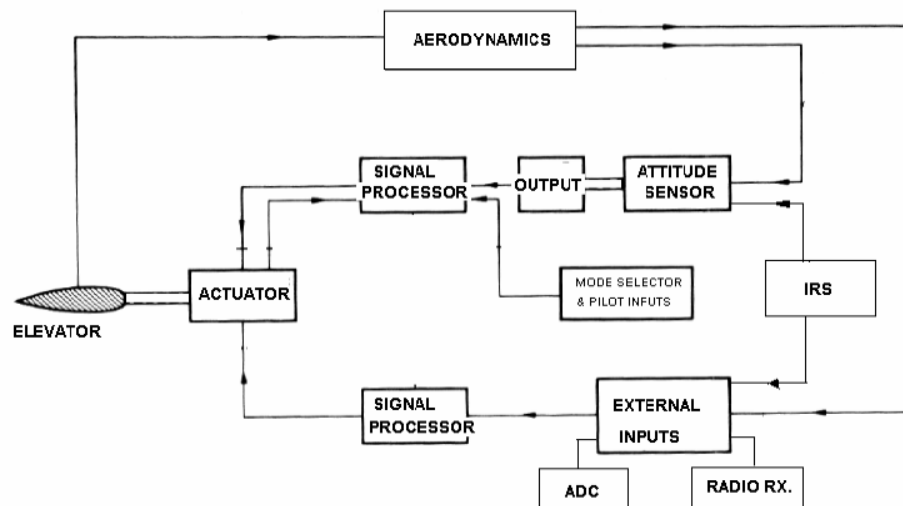 AERODYNAMICS
SIGNAL
PROCESSOR
OUTPUT
ATTITUDE
SENSOR
ACTUATOR
MODE SELECTOR
& PILOT INFUTS
IRS
ELEVATOR
SIGNAL
PROCESSOR
EXTERNAL
INPUTS
ADC
RADIO RX.